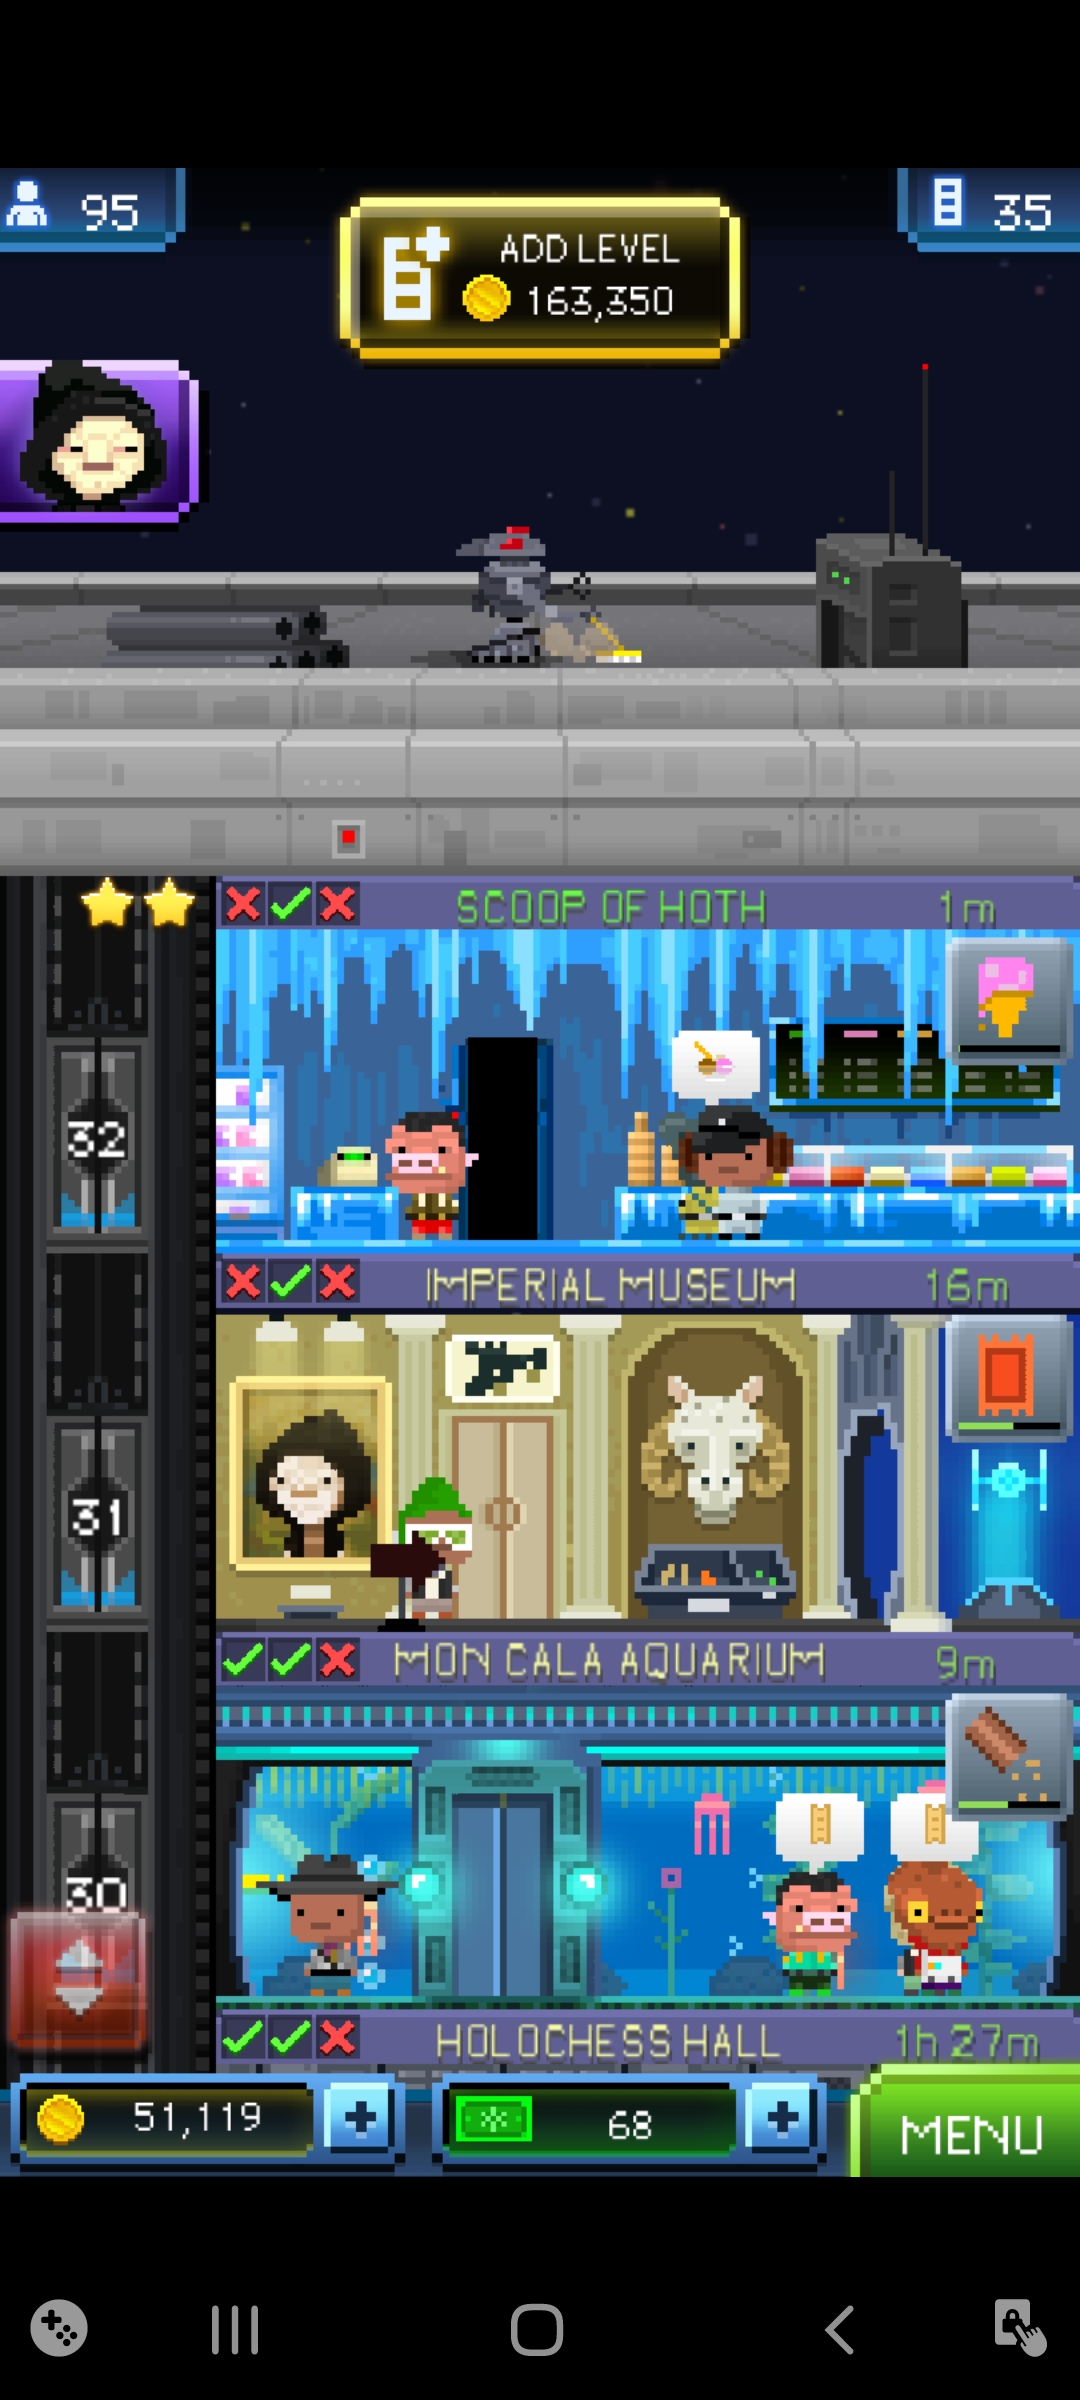 95
ADD LEVEL
163,350
35
SCOOP OF HOTH 1m
32
IMPERIAL MUSEUM 16m
31
MON CALA AQUARIUM 9m
30
HOLOCHESS HALL 1h 27m
51,119 + 68 + MENU